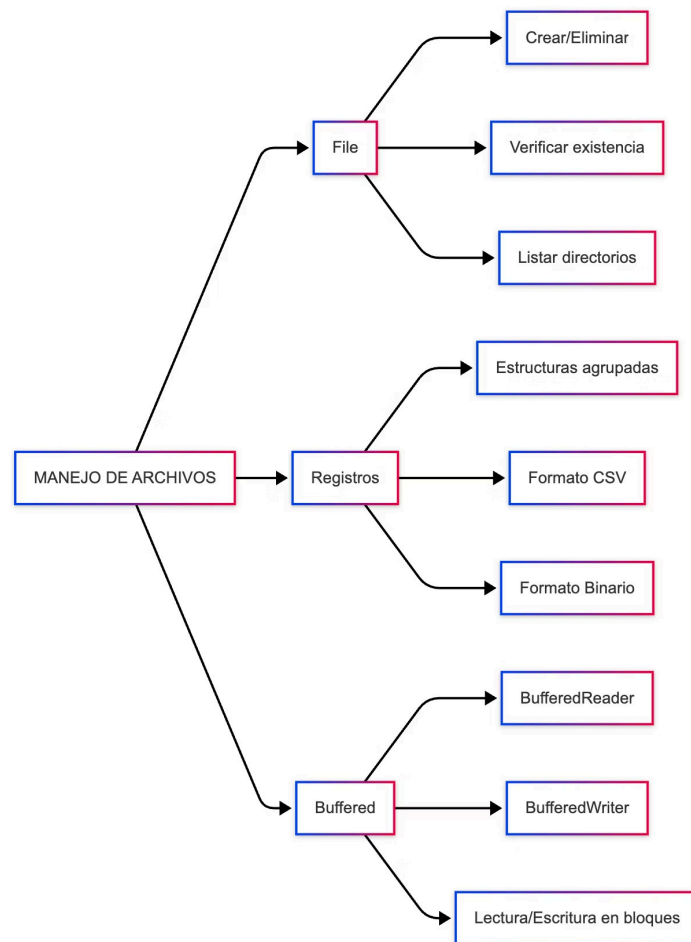 Crear/Eliminar
File
Verificar existencia
Listar directorios
Estructuras agrupadas
MANEJO DE ARCHIVOS
Registros
Formato CSV
Formato Binario
BufferedReader
Buffered
BufferedWriter
Lectura/Escritura en bloques